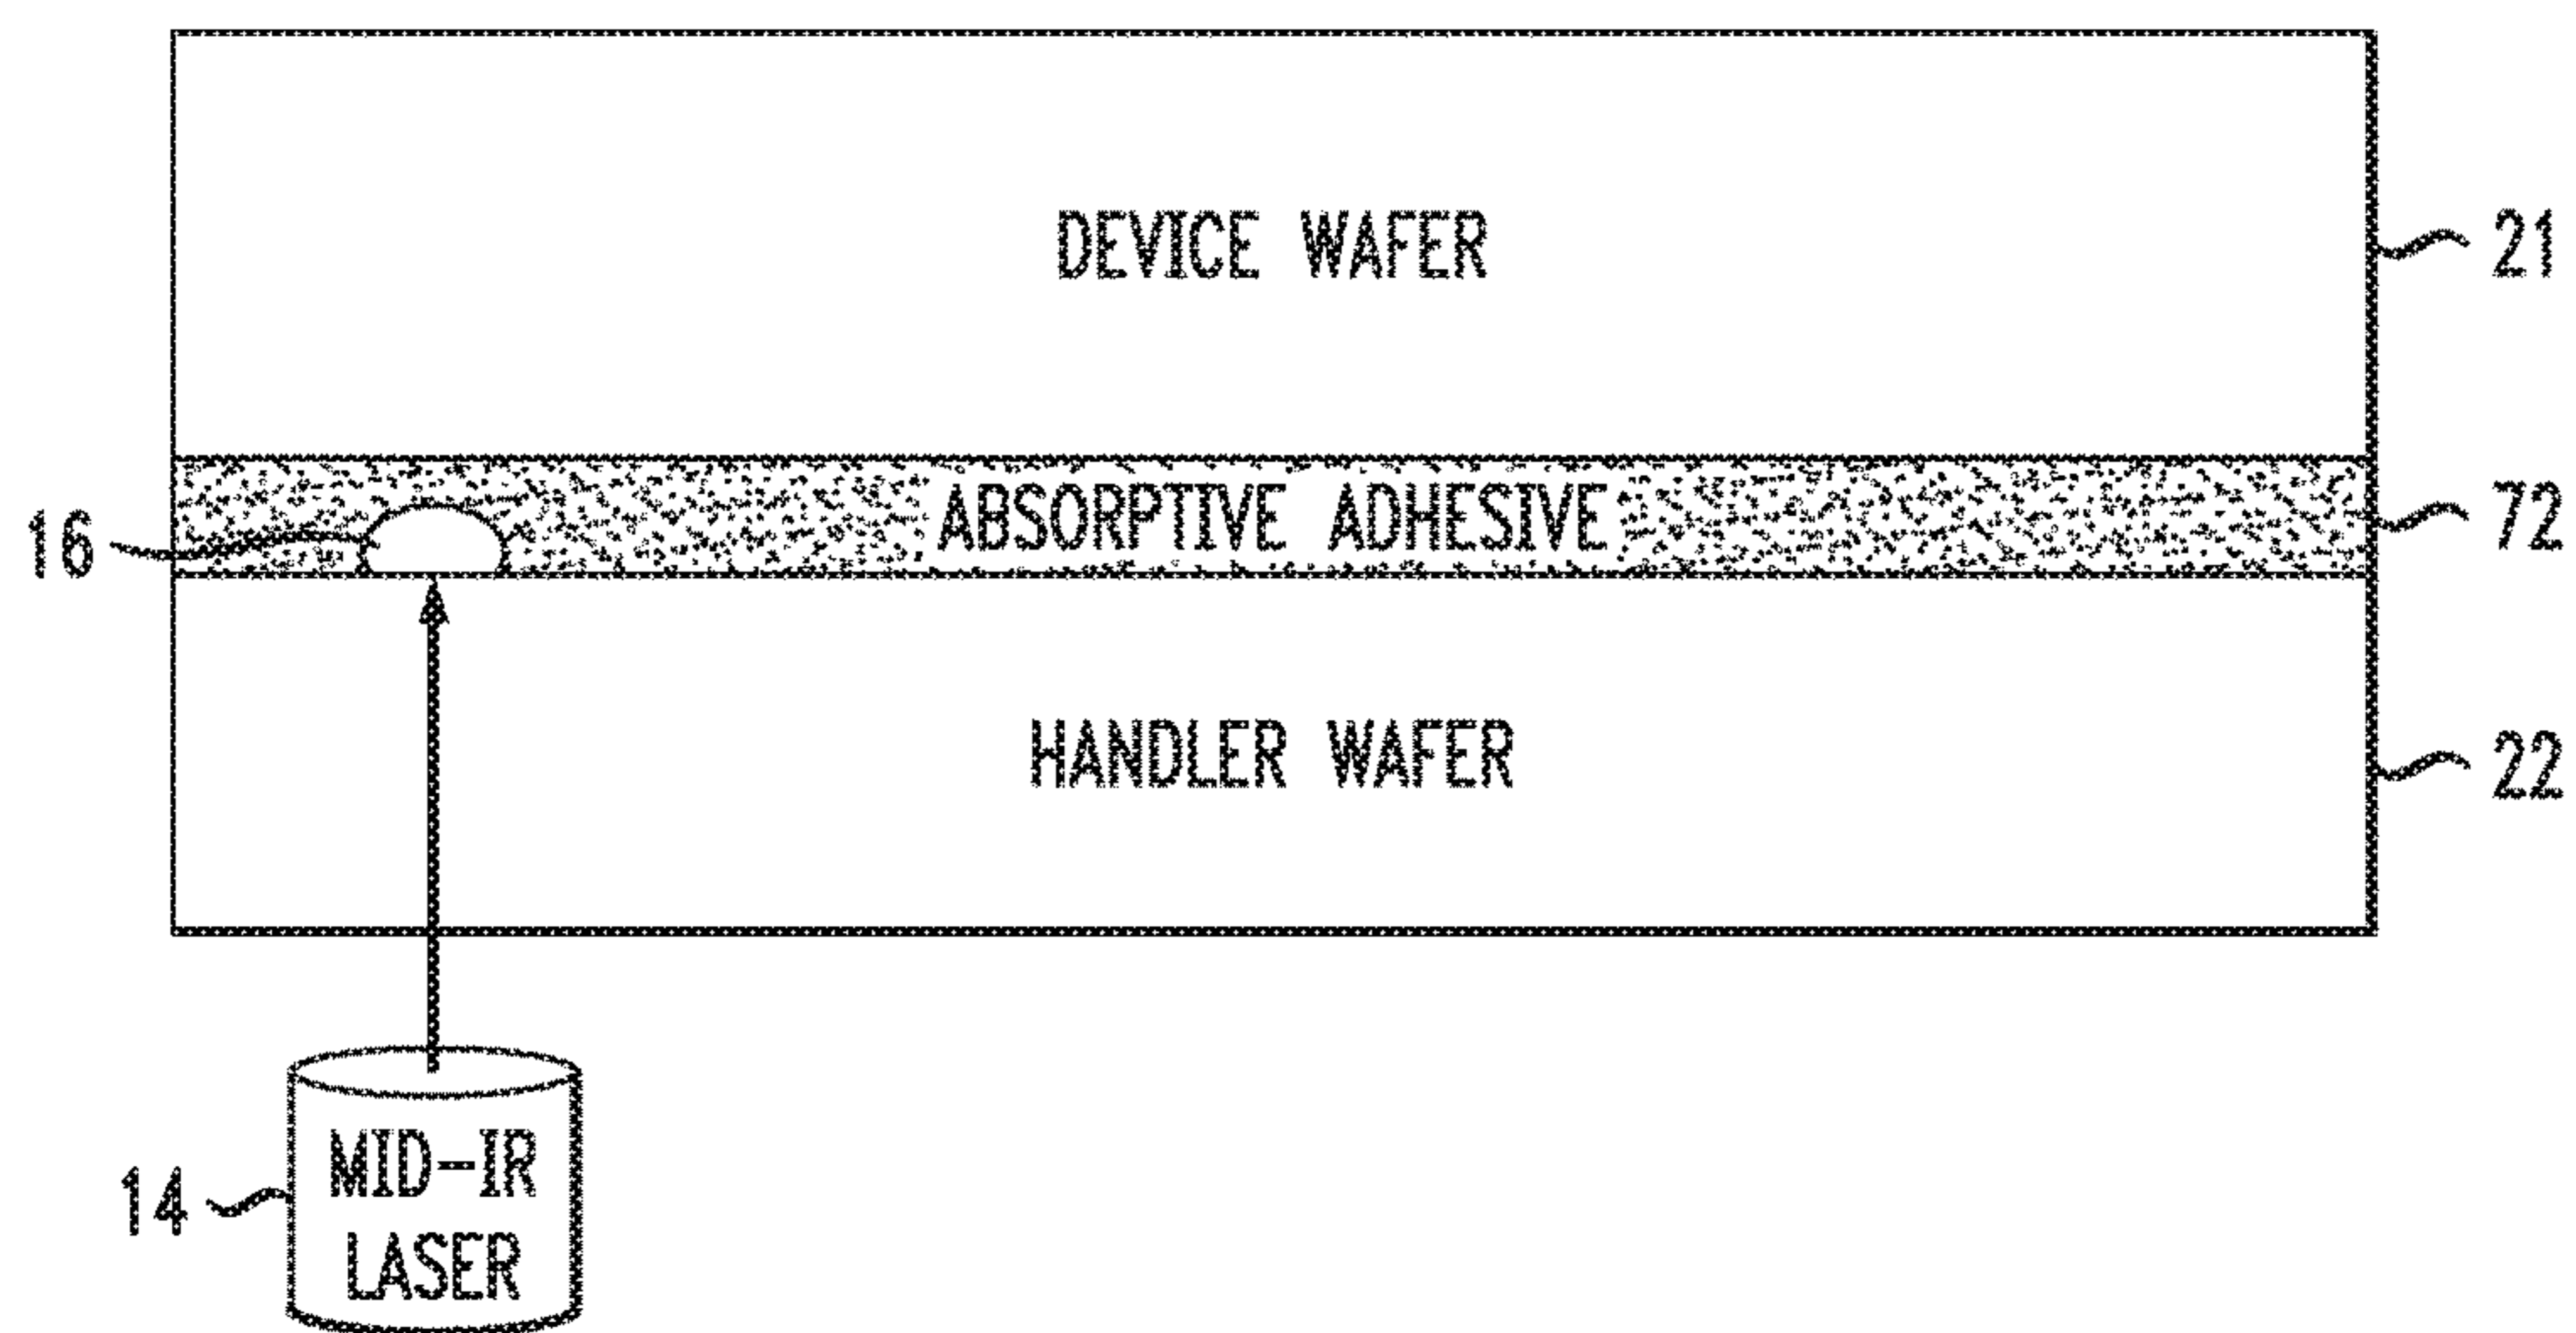 DEVICE WAFER
21
ABSORPTIVE ADHESIVE
72
16
HANDLER WAFER
22
14
MID-IR
LASER